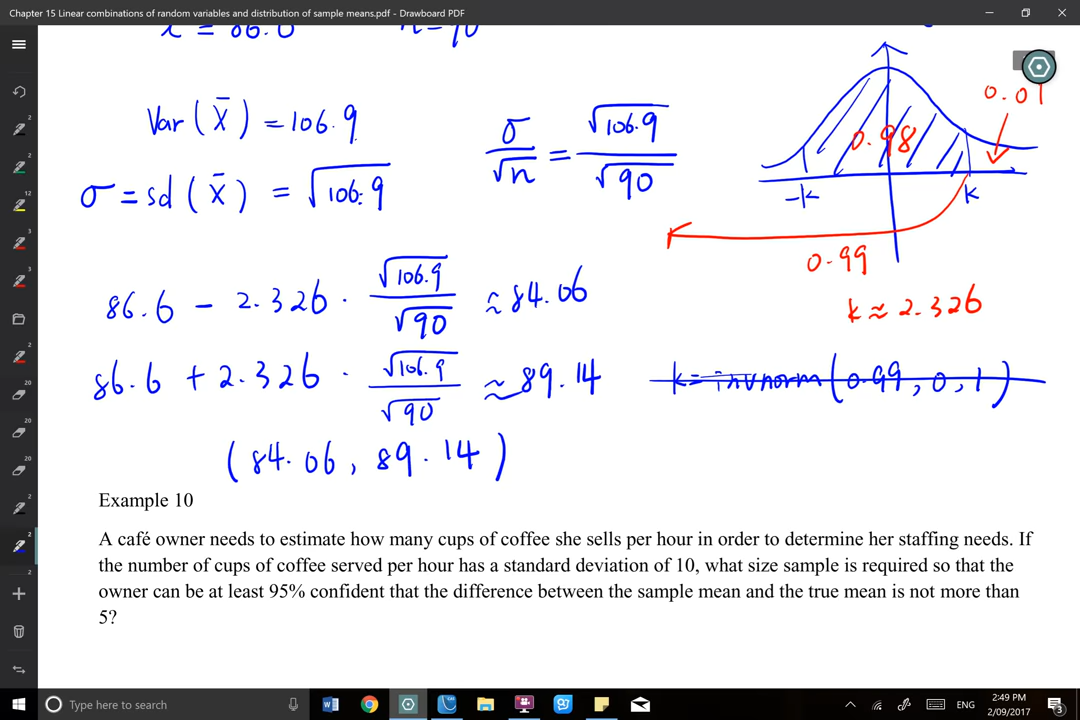 Chapter 15 Linear combinations of random variables and distribution of sample means.pdf - Drawboard PDF
n=90
Var(X̄) = 106.9
σ = sd(X̄) = √106.9
σ/√n = √106.9/√90
0.01
0.98
-k
k
0.99
k ≈ 2.326
86.6 - 2.326 · √106.9/√90 ≈ 84.06
86.6 + 2.326 · √106.9/√90 ≈ 89.14
k = invnorm(0.99, 0, 1)
(84.06, 89.14)
Example 10
A café owner needs to estimate how many cups of coffee she sells per hour in order to determine her staffing needs. If
the number of cups of coffee served per hour has a standard deviation of 10, what size sample is required so that the
owner can be at least 95% confident that the difference between the sample mean and the true mean is not more than
5?
Type here to search
ENG
2:49 PM
2/09/2017